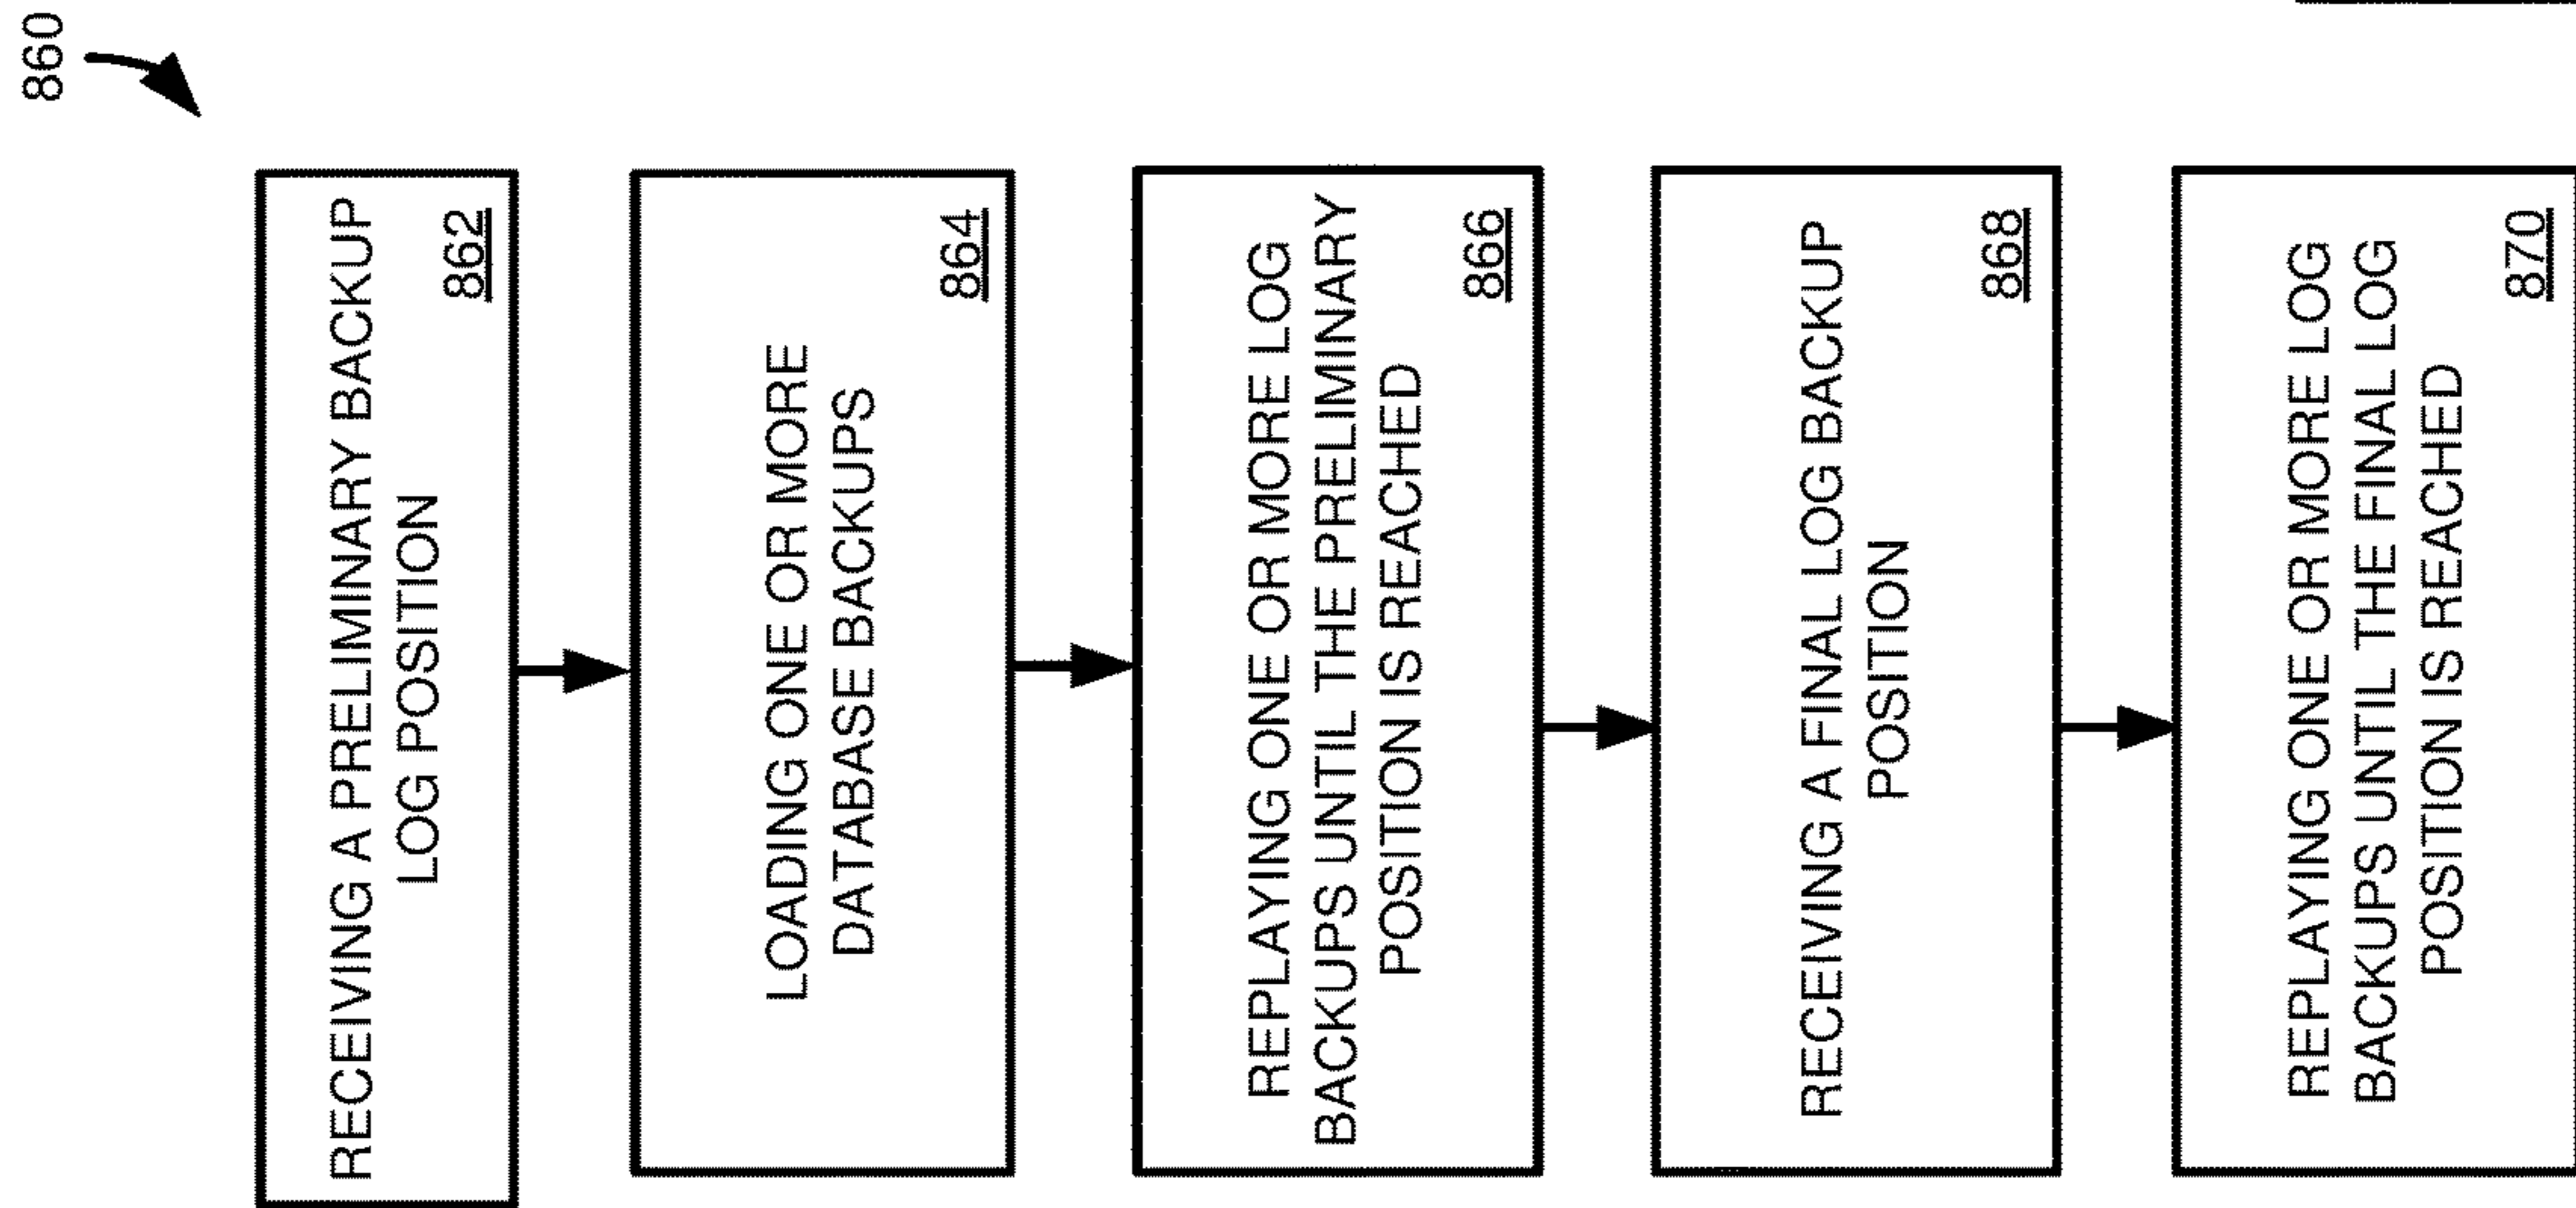 860
RECEIVING A PRELIMINARY BACKUP
LOG POSITION
862
LOADING ONE OR MORE
DATABASE BACKUPS
864
REPLAYING ONE OR MORE LOG
BACKUPS UNTIL THE PRELIMINARY
POSITION IS REACHED
866
RECEIVING A FINAL LOG BACKUP
POSITION
868
REPLAYING ONE OR MORE LOG
BACKUPS UNTIL THE FINAL LOG
POSITION IS REACHED
870